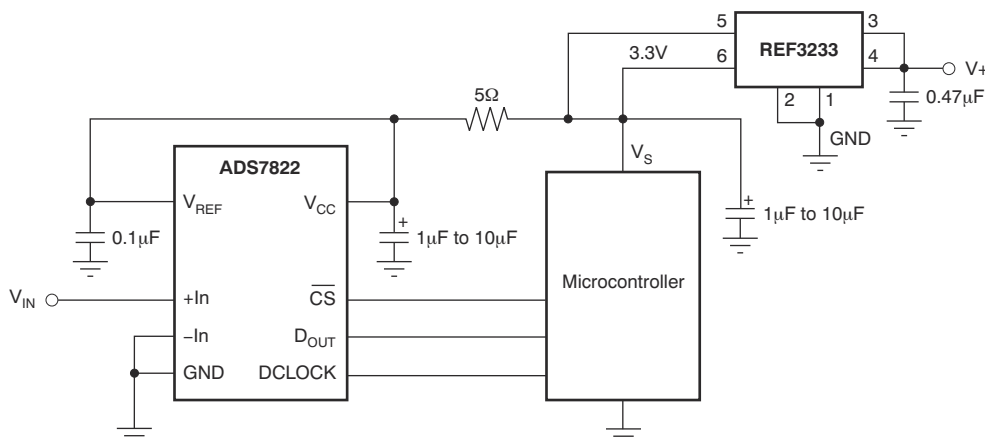 5
3.3V
6
REF3233
3
4
V+
2
1
0.47μF
GND
5Ω
ADS7822
V_REF
V_CC
0.1μF
1μF to 10μF
V_S
1μF to 10μF
Microcontroller
V_IN
+In
–In
GND
C̅S̅
D_OUT
DCLOCK
+
+